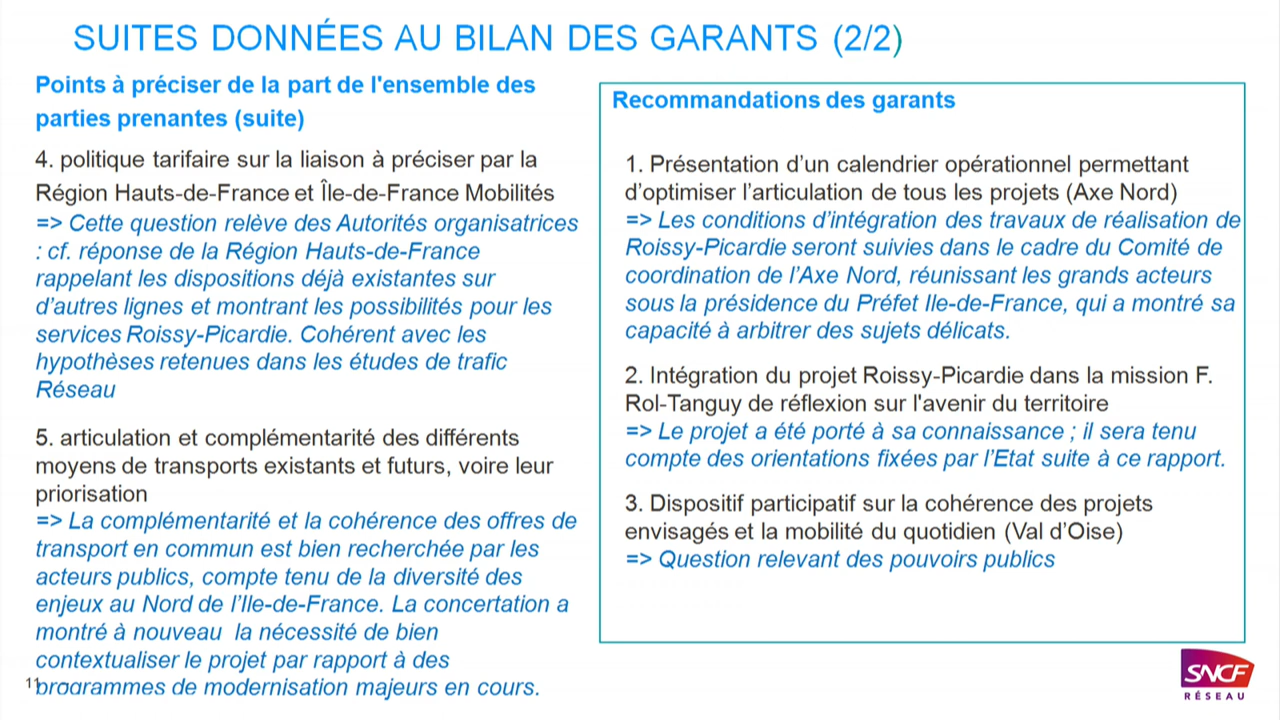 SUITES DONNÉES AU BILAN DES GARANTS (2/2)
Points à préciser de la part de l'ensemble des
parties prenantes (suite)
4. politique tarifaire sur la liaison à préciser par la
Région Hauts-de-France et Île-de-France Mobilités
=> Cette question relève des Autorités organisatrices
: cf. réponse de la Région Hauts-de-France
rappelant les dispositions déjà existantes sur
d’autres lignes et montrant les possibilités pour les
services Roissy-Picardie. Cohérent avec les
hypothèses retenues dans les études de trafic
Réseau
5. articulation et complémentarité des différents
moyens de transports existants et futurs, voire leur
priorisation
=> La complémentarité et la cohérence des offres de
transport en commun est bien recherchée par les
acteurs publics, compte tenu de la diversité des
enjeux au Nord de l’Ile-de-France. La concertation a
montré à nouveau la nécessité de bien
contextualiser le projet par rapport à des
programmes de modernisation majeurs en cours.
11
Recommandations des garants
1. Présentation d’un calendrier opérationnel permettant
d’optimiser l’articulation de tous les projets (Axe Nord)
=> Les conditions d’intégration des travaux de réalisation de
Roissy-Picardie seront suivies dans le cadre du Comité de
coordination de l’Axe Nord, réunissant les grands acteurs
sous la présidence du Préfet Ile-de-France, qui a montré sa
capacité à arbitrer des sujets délicats.
2. Intégration du projet Roissy-Picardie dans la mission F.
Rol-Tanguy de réflexion sur l'avenir du territoire
=> Le projet a été porté à sa connaissance ; il sera tenu
compte des orientations fixées par l’Etat suite à ce rapport.
3. Dispositif participatif sur la cohérence des projets
envisagés et la mobilité du quotidien (Val d’Oise)
=> Question relevant des pouvoirs publics
SNCF
RÉSEAU